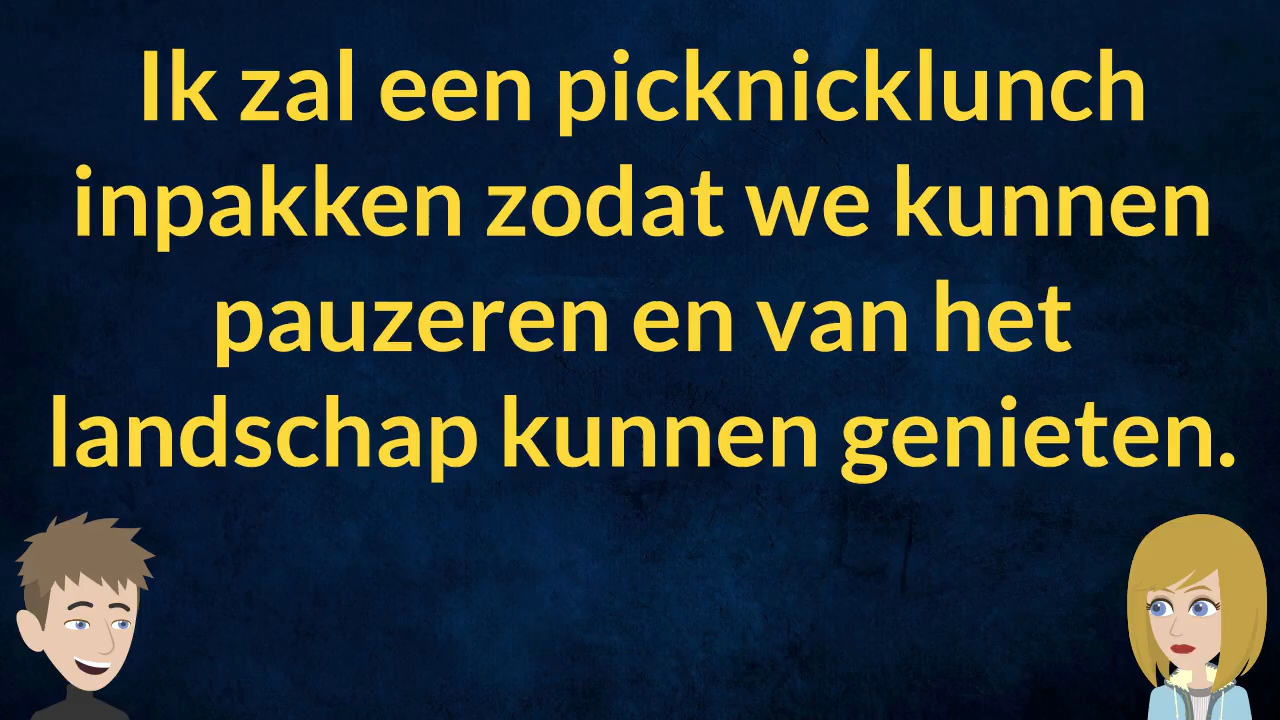 Ik zal een picknicklunch
inpakken zodat we kunnen
pauzeren en van het
landschap kunnen genieten.